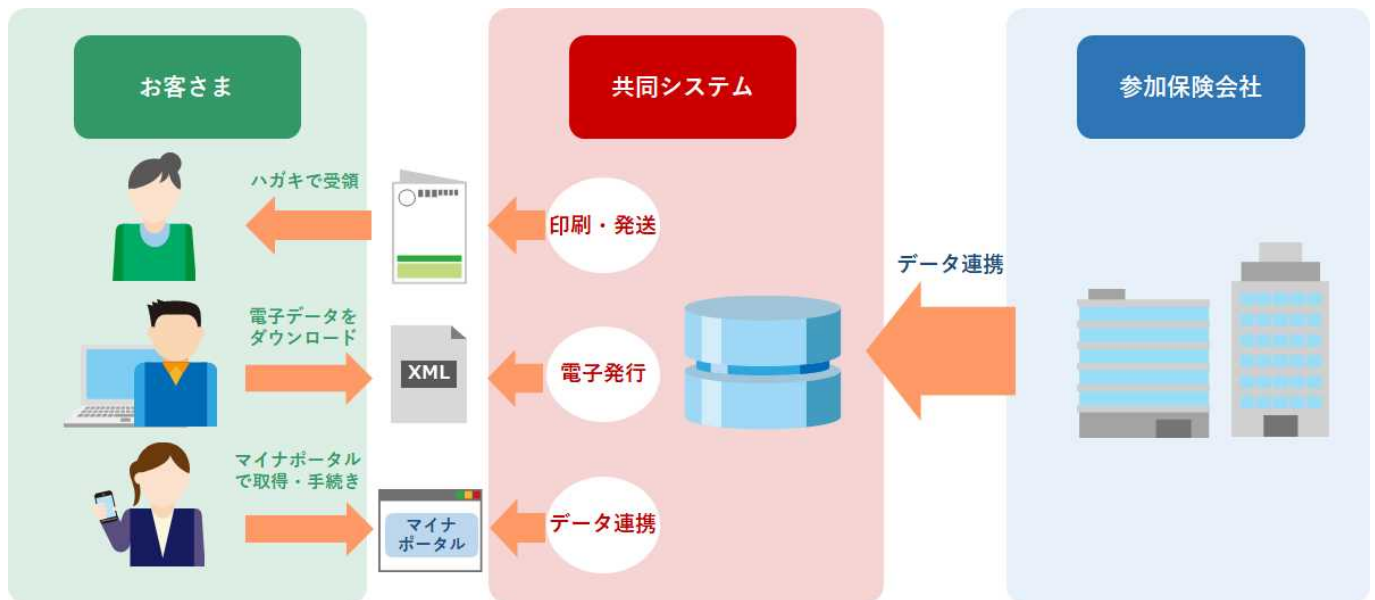 お客さま
共同システム
参加保険会社
ハガキで受領
印刷・発送
データ連携
電子データを
ダウンロード
XML
電子発行
マイナポータル
で取得・手続き
マイナ
ポータル
データ連携